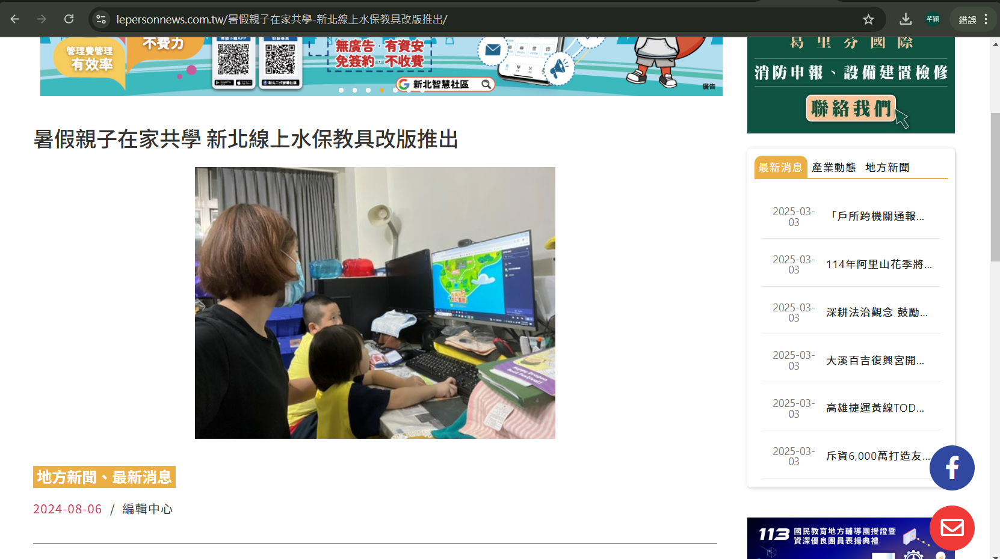 lepersonnews.com.tw/暑假親子在家共學-新北線上水保教具改版推出/
芊穎
錯誤
管理費管理
有效率
不費力
無廣告·有資安
免簽約·不收費
新北智慧社區
廣告
葛里芬國際
消防申報、設備建置檢修
聯絡我們
暑假親子在家共學 新北線上水保教具改版推出
Happy Dragon
Boat Festival!
地方新聞、最新消息
2024-08-06 / 編輯中心
最新消息 產業動態 地方新聞
2025-03-03 「戶所跨機關通報...
2025-03-03 114年阿里山花季將...
2025-03-03 深耕法治觀念 鼓勵...
2025-03-03 大溪百吉復興宮開...
2025-03-03 高雄捷運黃線TOD...
2025-03-03 斥資6,000萬打造友...
113 國民教育地方輔導團授證暨
資深優良團員表揚典禮